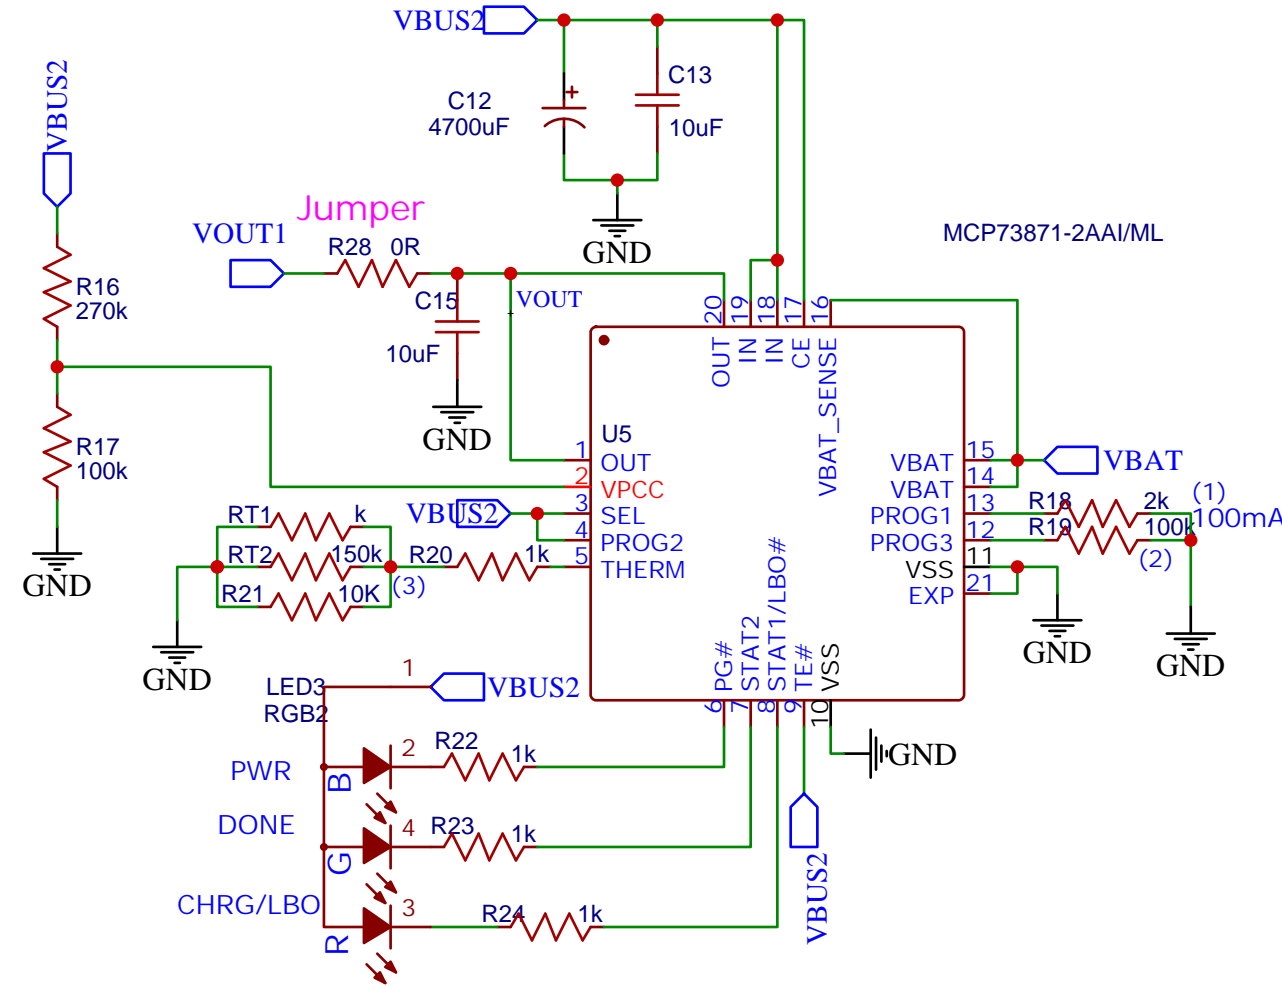 VBUS2
C12
4700uF
C13
10uF
GND
VBUS2
R16
270k
R17
100k
GND
Jumper
VOUT1
R28 0R
C15
10uF
GND
VOUT
MCP73871-2AAI/ML
20
19
18
17
16
OUT
IN
IN
CE
VBAT_SENSE
U5
1
OUT
2
VPCC
VBUS2
3
SEL
4
PROG2
5
THERM
15
VBAT
14
VBAT
13
PROG1
12
PROG3
11
VSS
21
EXP
VBAT
R18 2k (1)
100mA
R19 100k
(2)
GND
GND
RT1 k
RT2 150k
R21 10K
(3)
R20 1k
GND
PG#
STAT2
STAT1/LBO#
TE#
VSS
6
7
8
9
10
GND
VBUS2
LED3
RGB2
1
VBUS2
PWR
B
2
R22 1k
DONE
G
4
R23 1k
CHRG/LBO
R
3
R24 1k